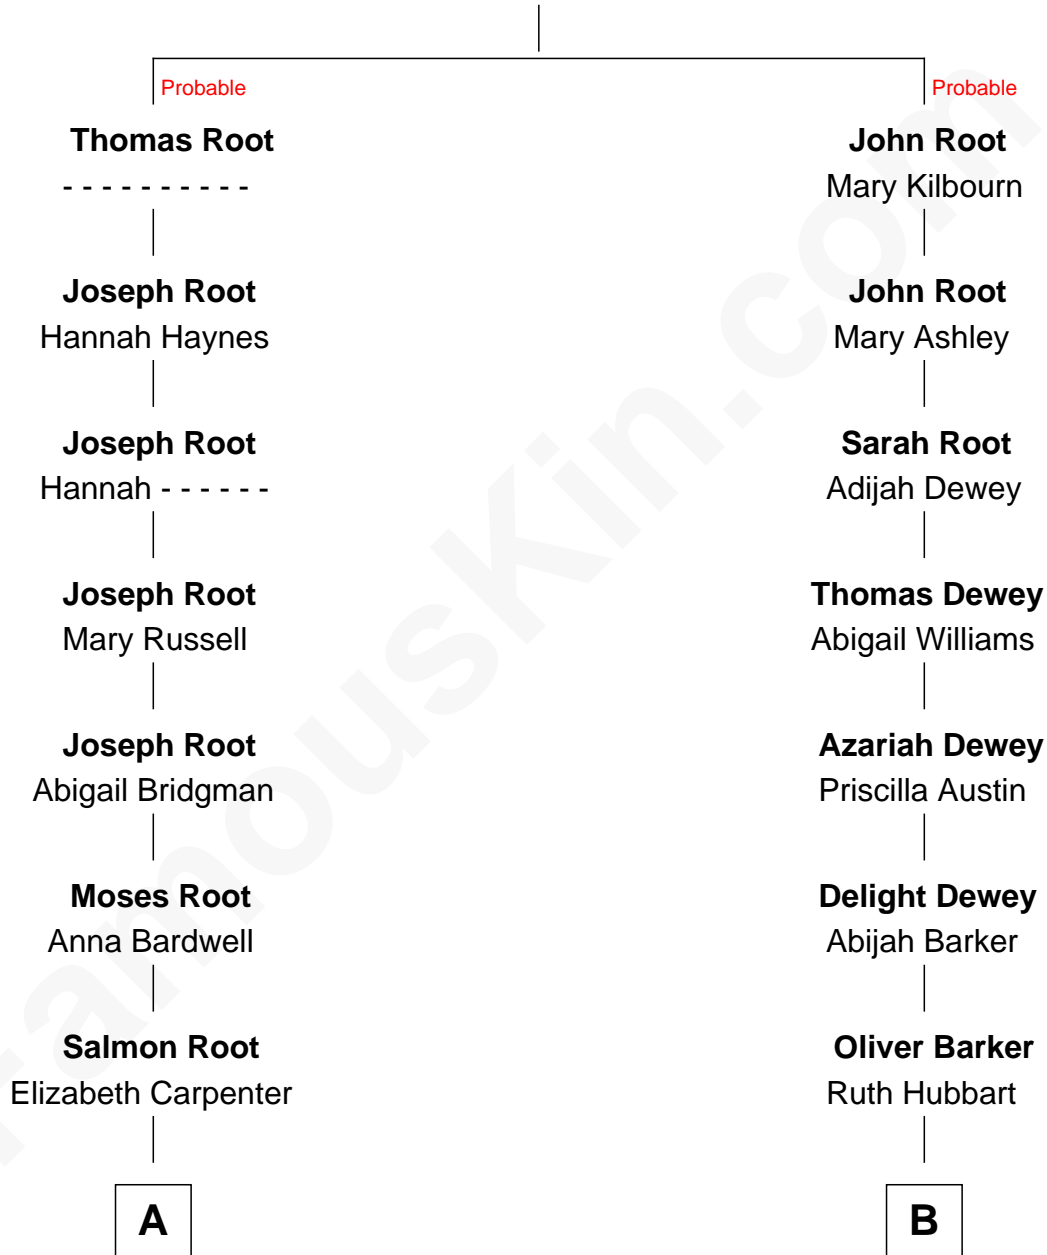 Probable
Thomas Root
- - - - - - - - - -
Joseph Root
Hannah Haynes
Joseph Root
Hannah - - - - - -
Joseph Root
Mary Russell
Joseph Root
Abigail Bridgman
Moses Root
Anna Bardwell
Salmon Root
Elizabeth Carpenter
A
Probable
John Root
Mary Kilbourn
John Root
Mary Ashley
Sarah Root
Adijah Dewey
Thomas Dewey
Abigail Williams
Azariah Dewey
Priscilla Austin
Delight Dewey
Abijah Barker
Oliver Barker
Ruth Hubbart
B
FamousKin.com